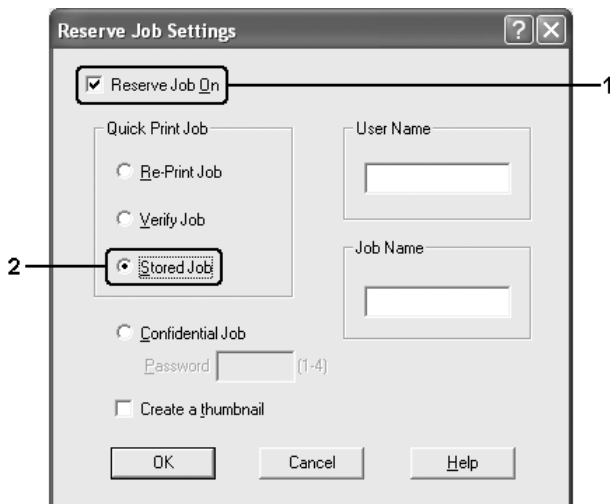 Reserve Job Settings
Reserve Job On
1
Quick Print Job
Re-Print Job
Verify Job
2
Stored Job
User Name
Job Name
Confidential Job
Password
(1-4)
Create a thumbnail
OK
Cancel
Help